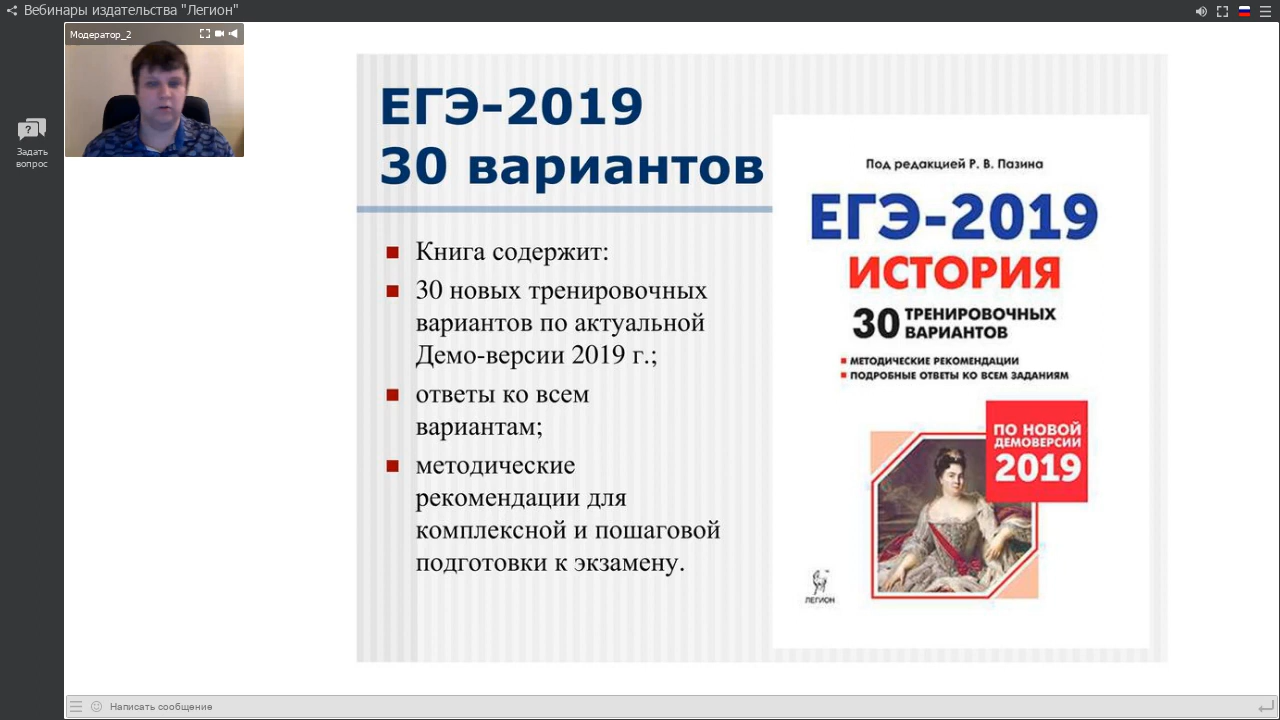 Вебинары издательства "Легион"
Модератор_2
Задать
вопрос
ЕГЭ-2019
30 вариантов
Книга содержит:
30 новых тренировочных
вариантов по актуальной
Демо-версии 2019 г.;
ответы ко всем
вариантам;
методические
рекомендации для
комплексной и пошаговой
подготовки к экзамену.
Под редакцией Р. В. Пазина
ЕГЭ-2019
ИСТОРИЯ
30 ТРЕНИРОВОЧНЫХ
ВАРИАНТОВ
МЕТОДИЧЕСКИЕ РЕКОМЕНДАЦИИ
ПОДРОБНЫЕ ОТВЕТЫ КО ВСЕМ ЗАДАНИЯМ
ПО НОВОЙ
ДЕМОВЕРСИИ
2019
ЛЕГИОН
Написать сообщение